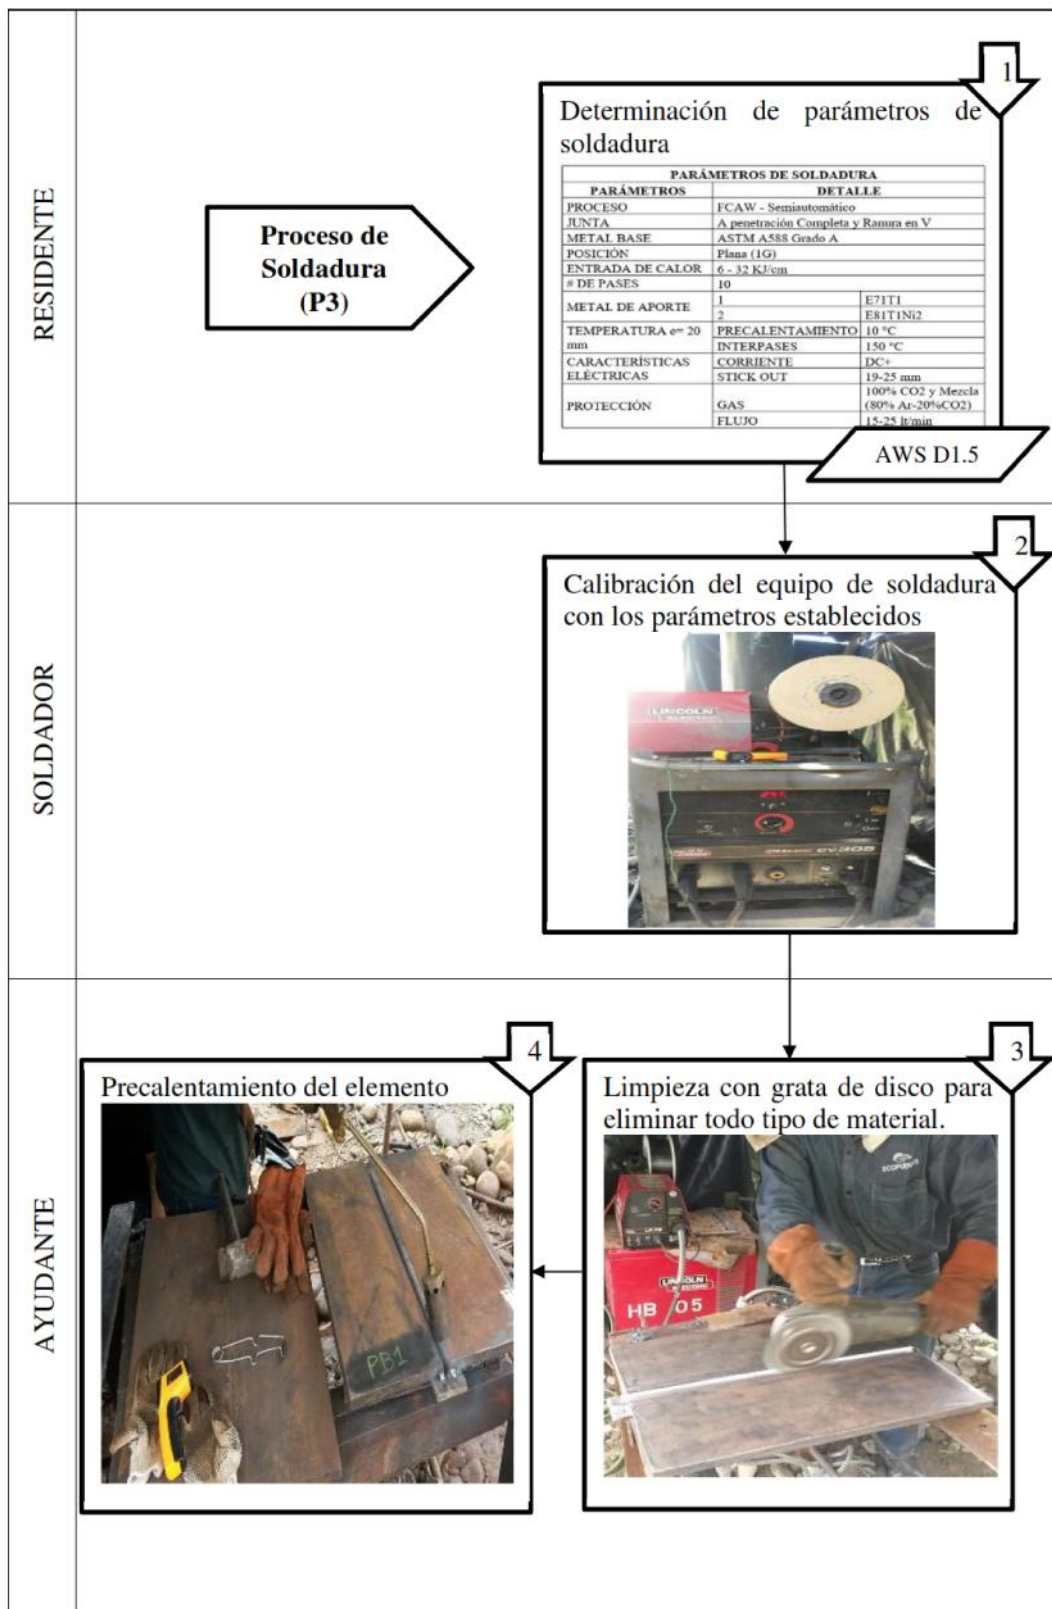 RESIDENTE
Proceso de
Soldadura
(P3)
1
Determinación de parámetros de
soldadura
PARÁMETROS DE SOLDADURA
PARÁMETROS DETALLE
PROCESO FCAW - Semiautomático
JUNTA A penetración Completa y Ranura en V
METAL BASE ASTM A588 Grado A
POSICIÓN Plana (1G)
ENTRADA DE CALOR 6 - 32 KJ/cm
# DE PASES 10
METAL DE APORTE 1 E71T1
2 E81T1Ni2
TEMPERATURA e= 20 mm PRECALENTAMIENTO 10 °C
INTERPASES 150 °C
CARACTERÍSTICAS ELÉCTRICAS CORRIENTE DC+
STICK OUT 19-25 mm
PROTECCIÓN GAS 100% CO2 y Mezcla (80% Ar-20%CO2)
FLUJO 15-25 lt/min
AWS D1.5
SOLDADOR
2
Calibración del equipo de soldadura
con los parámetros establecidos
LINCOLN
ELECTRIC
CV305
AYUDANTE
4
Precalentamiento del elemento
PB1
3
Limpieza con grata de disco para
eliminar todo tipo de material.
ECOPUENTES
LINCOLN
ELECTRIC
HB 05